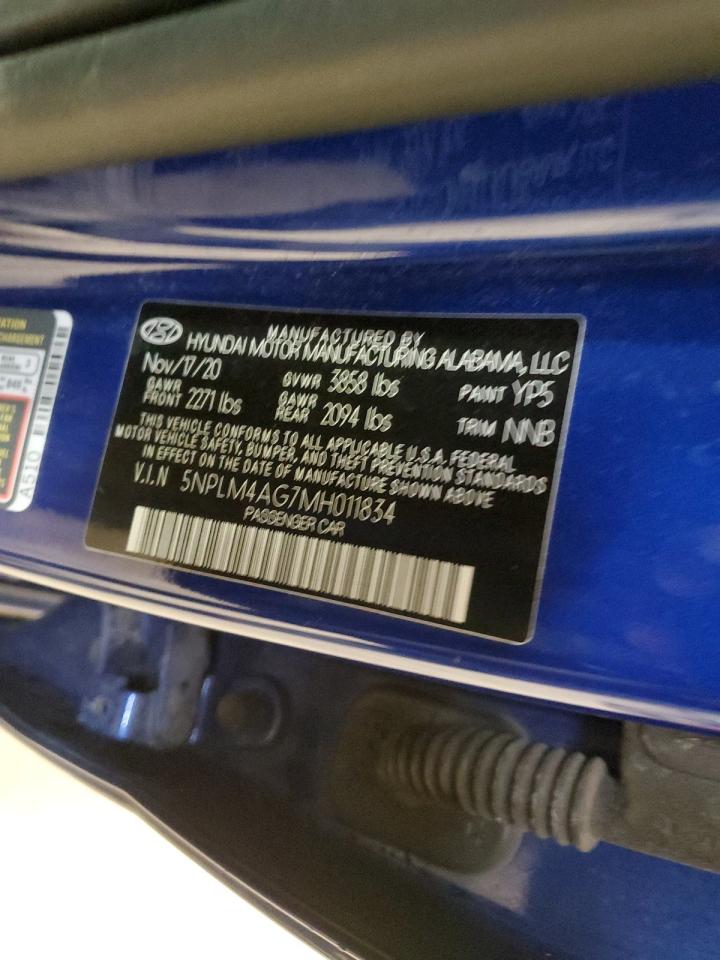 MANUFACTURED BY
HYUNDAI MOTOR MANUFACTURING ALABAMA, LLC
Nov/17/20 GVWR 3858 lbs PAINT YP5
GAWR FRONT 2271 lbs GAWR REAR 2094 lbs TRIM NNB
THIS VEHICLE CONFORMS TO ALL APPLICABLE U.S.A. FEDERAL
MOTOR VEHICLE SAFETY, BUMPER, AND THEFT PREVENTION STANDARDS
IN EFFECT ON THE DATE OF MANUFACTURE SHOWN ABOVE
V.I.N 5NPLM4AG7MH011834
PASSENGER CAR
A510